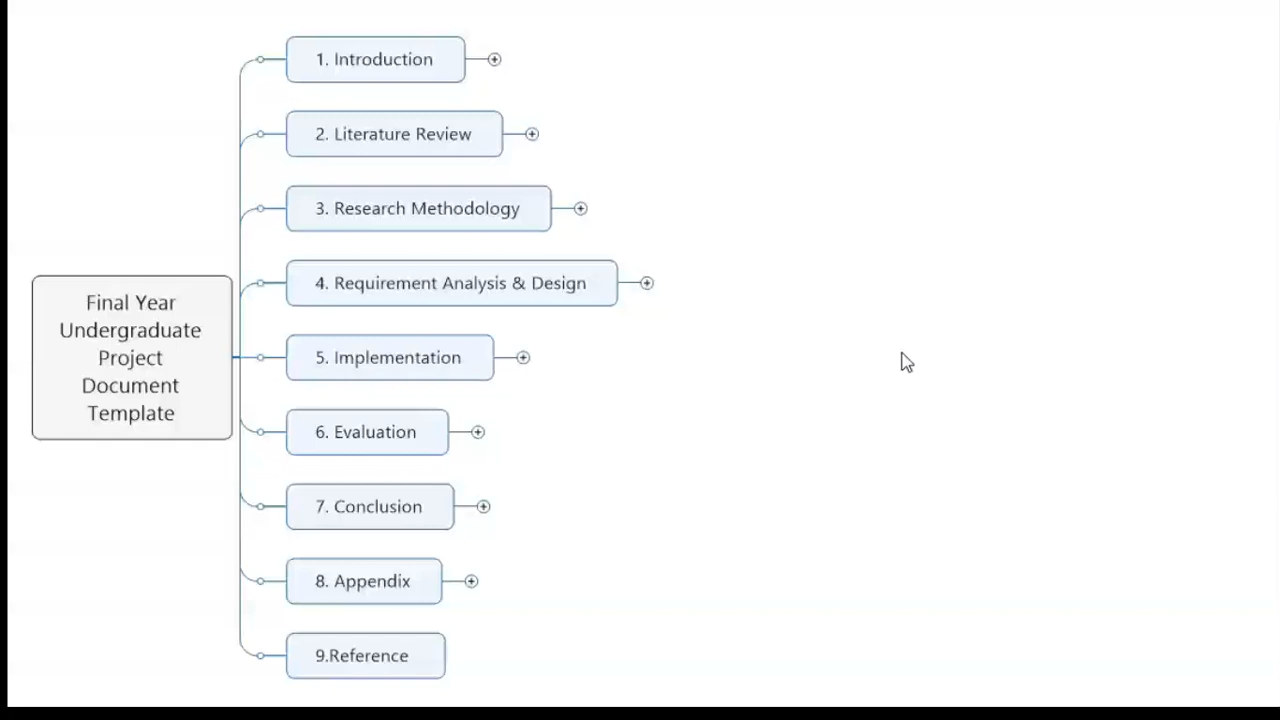 1. Introduction
2. Literature Review
3. Research Methodology
4. Requirement Analysis & Design
Final Year
Undergraduate
Project
Document
Template
5. Implementation
6. Evaluation
7. Conclusion
8. Appendix
9.Reference